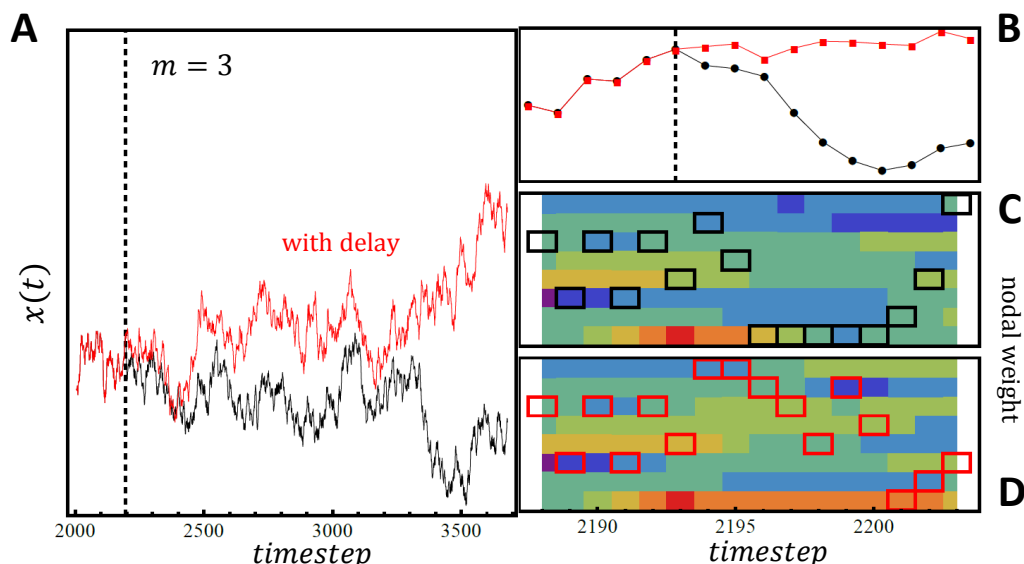 A
m = 3
with delay
x(t)
2000
2500
3000
3500
timestep
B
C
nodal weight
D
2190
2195
2200
timestep